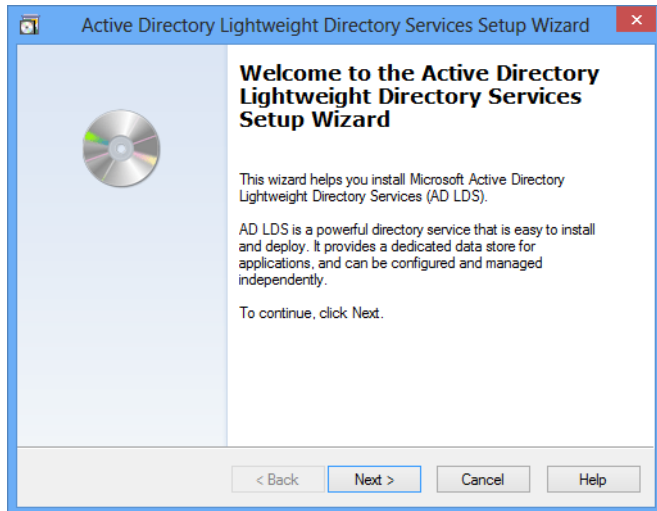 Active Directory Lightweight Directory Services Setup Wizard
Welcome to the Active Directory
Lightweight Directory Services
Setup Wizard
This wizard helps you install Microsoft Active Directory
Lightweight Directory Services (AD LDS).
AD LDS is a powerful directory service that is easy to install
and deploy. It provides a dedicated data store for
applications, and can be configured and managed
independently.
To continue, click Next.
< Back Next > Cancel Help